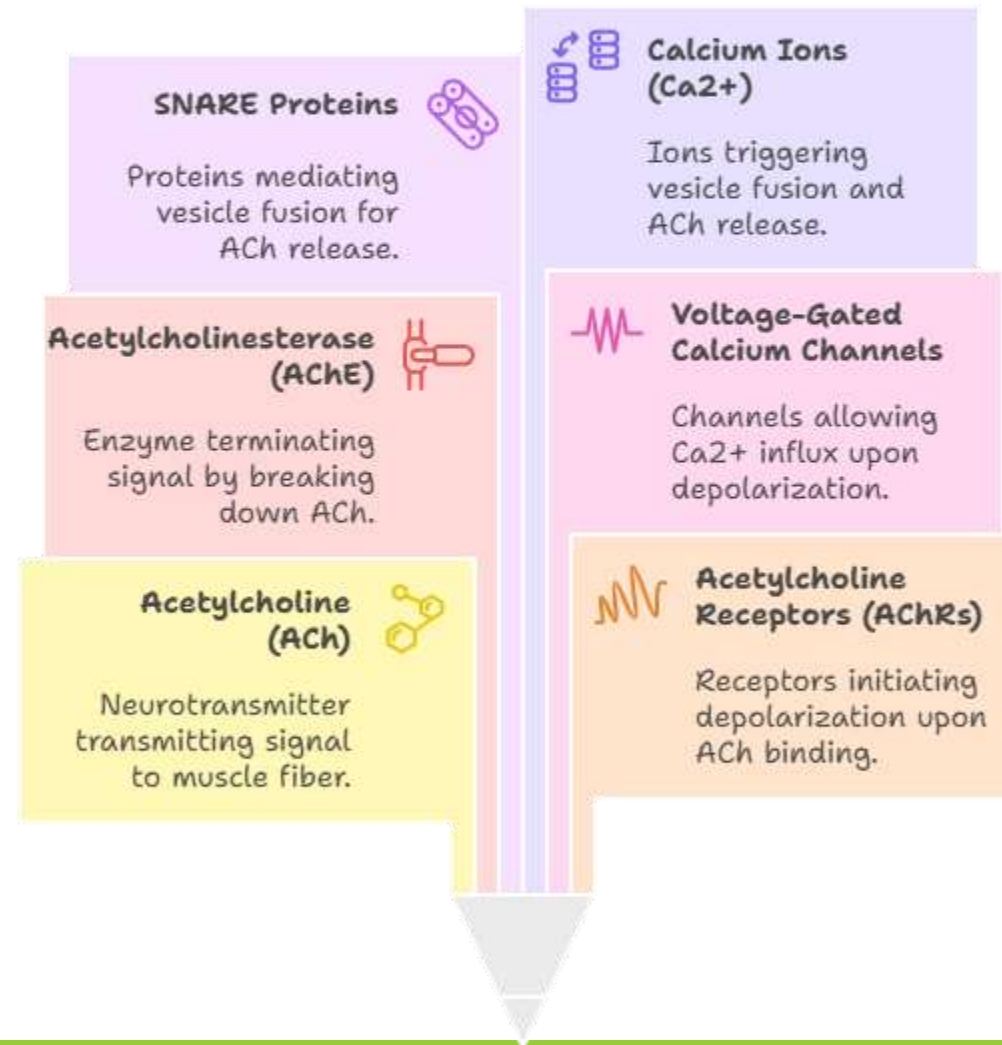 SNARE Proteins
Proteins mediating
vesicle fusion for
ACh release.
Calcium Ions
(Ca2+)
Ions triggering
vesicle fusion and
ACh release.
Acetylcholinesterase
(AChE)
Enzyme terminating
signal by breaking
down ACh.
Voltage-Gated
Calcium Channels
Channels allowing
Ca2+ influx upon
depolarization.
Acetylcholine
(ACh)
Neurotransmitter
transmitting signal
to muscle fiber.
Acetylcholine
Receptors (AChRs)
Receptors initiating
depolarization upon
ACh binding.